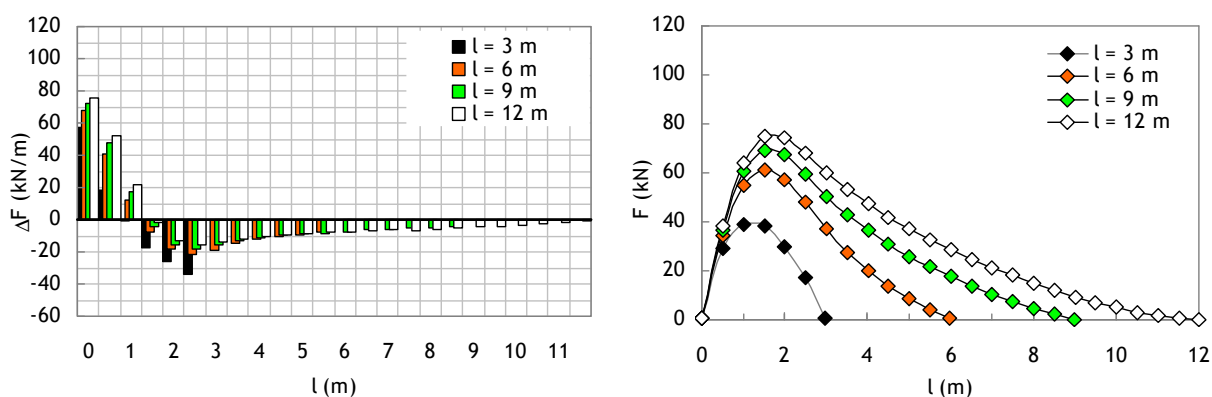 120
100
80
60
40
20
0
-20
-40
-60
ΔF (kN/m)
l = 3 m
l = 6 m
l = 9 m
l = 12 m
0 1 2 3 4 5 6 7 8 9 10 11
l (m)
120
100
80
60
40
20
0
F (kN)
l = 3 m
l = 6 m
l = 9 m
l = 12 m
0 2 4 6 8 10 12
l (m)